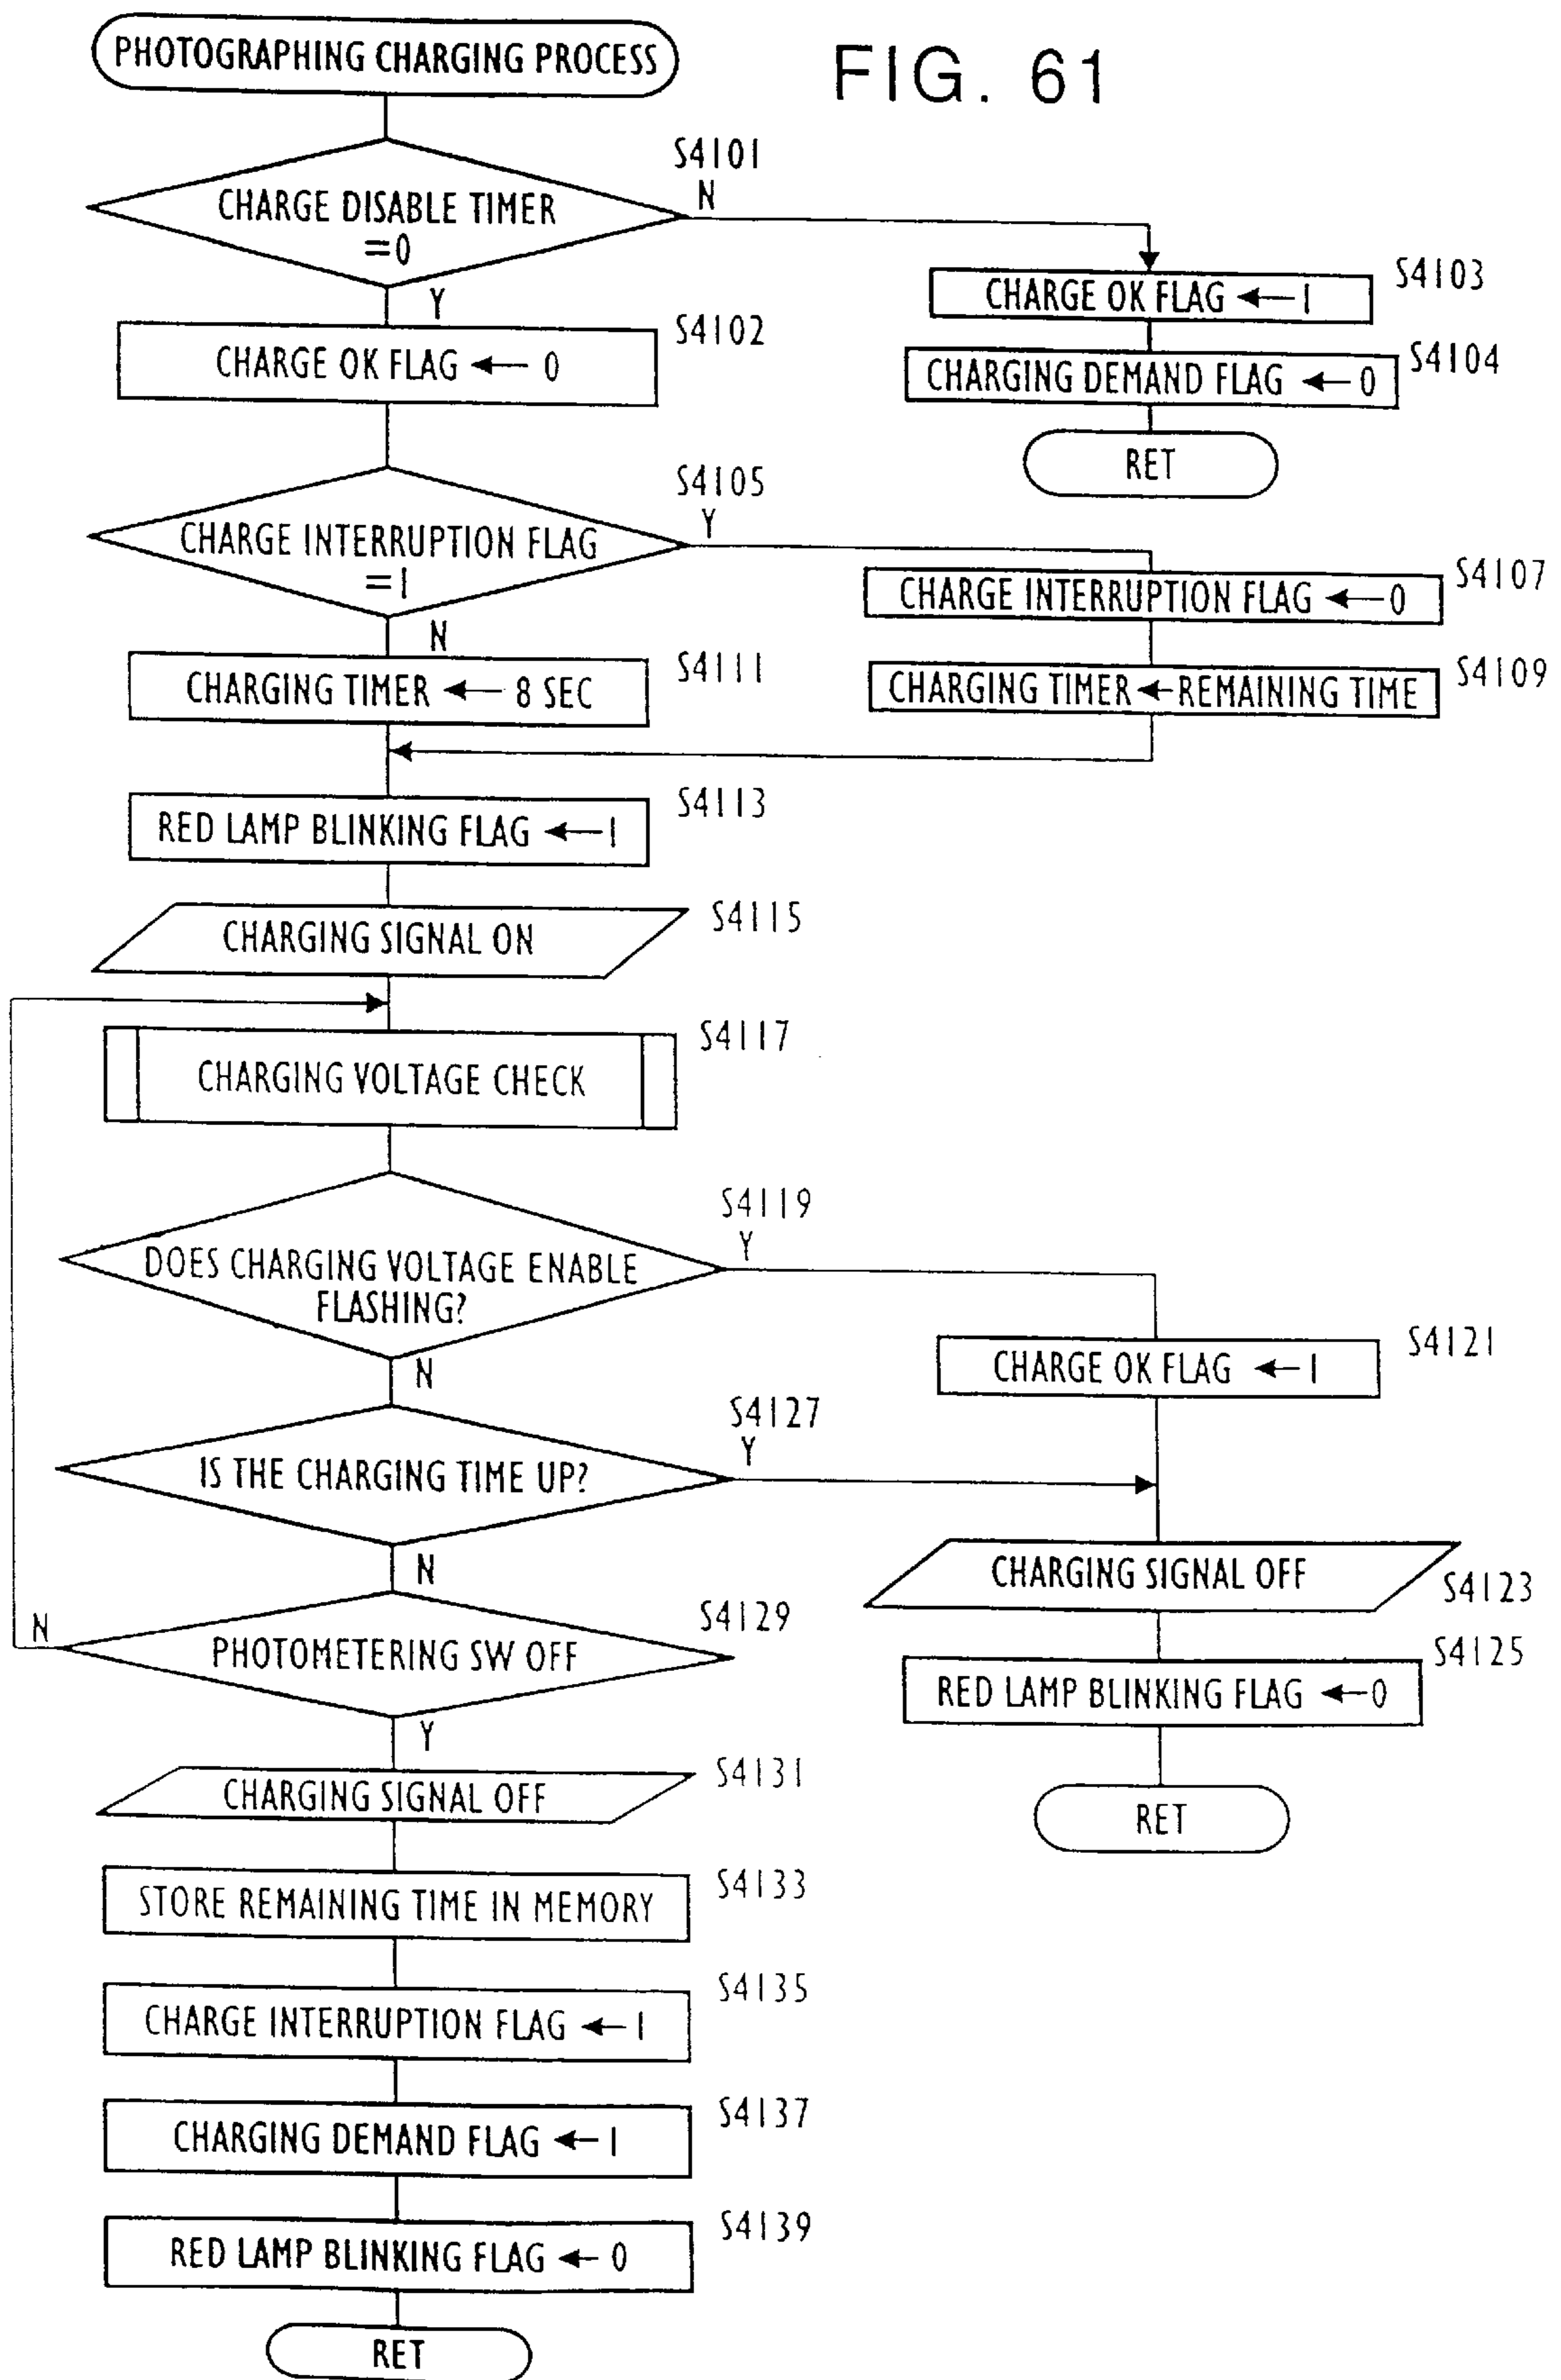 PHOTOGRAPHING CHARGING PROCESS
FIG. 61
S4101
CHARGE DISABLE TIMER
=0
N
Y
S4103
CHARGE OK FLAG ←1
S4102
CHARGE OK FLAG ← 0
S4104
CHARGING DEMAND FLAG ←0
RET
S4105
CHARGE INTERRUPTION FLAG
=1
Y
N
S4107
CHARGE INTERRUPTION FLAG ←0
S4111
CHARGING TIMER ← 8 SEC
S4109
CHARGING TIMER←REMAINING TIME
S4113
RED LAMP BLINKING FLAG ←1
S4115
CHARGING SIGNAL ON
S4117
CHARGING VOLTAGE CHECK
S4119
DOES CHARGING VOLTAGE ENABLE
FLASHING?
Y
N
S4121
CHARGE OK FLAG ←1
S4127
IS THE CHARGING TIME UP?
Y
N
CHARGING SIGNAL OFF
S4123
S4129
PHOTOMETERING SW OFF
N
Y
S4125
RED LAMP BLINKING FLAG ←0
RET
S4131
CHARGING SIGNAL OFF
S4133
STORE REMAINING TIME IN MEMORY
S4135
CHARGE INTERRUPTION FLAG ←1
S4137
CHARGING DEMAND FLAG ←1
S4139
RED LAMP BLINKING FLAG ← 0
RET